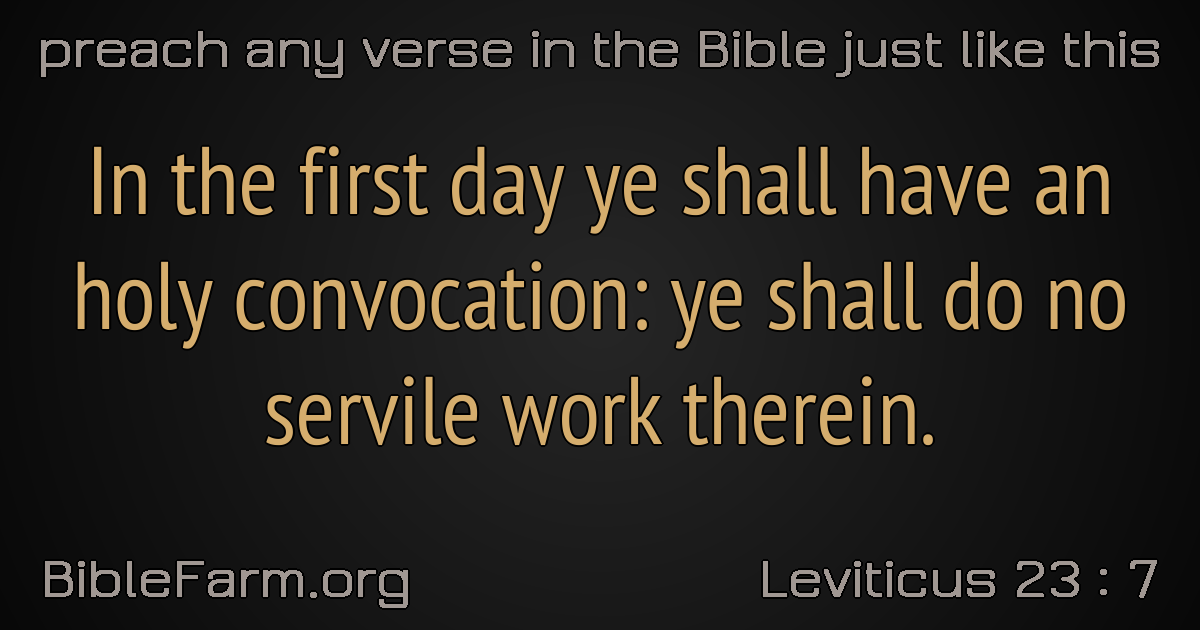 preach any verse in the Bible just like this
In the first day ye shall have an
holy convocation: ye shall do no
servile work therein.
BibleFarm.org
Leviticus 23 : 7